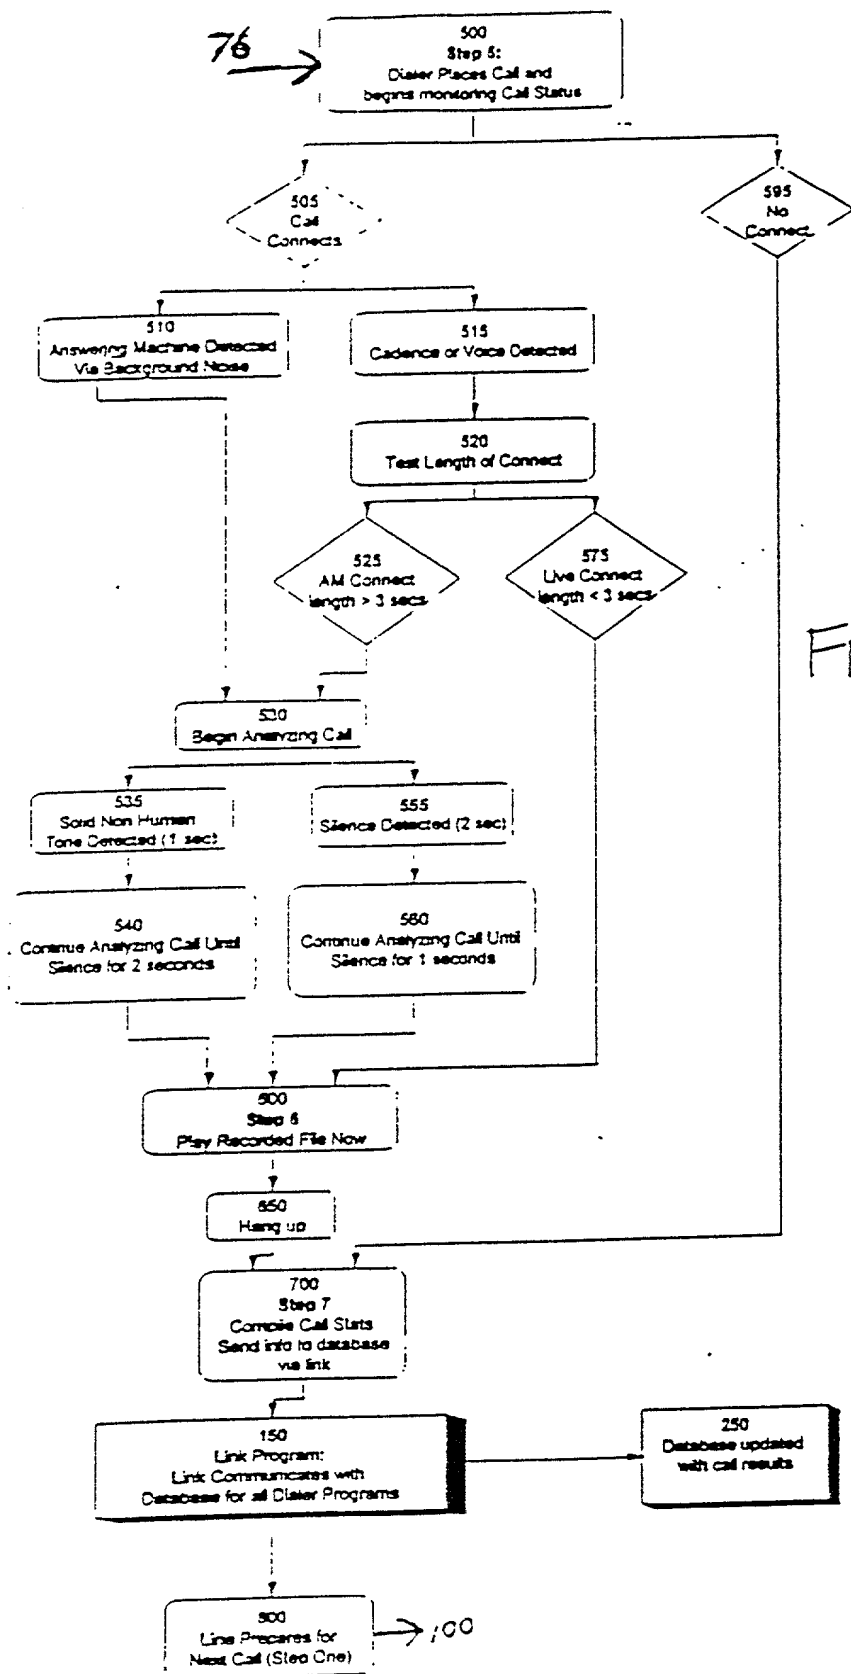 76
500
Step 5:
Dialer Places Call and
begins monitoring Call Status
505
Call
Connects
595
No
Connect
510
Answering Machine Detected
Via Background Noise
515
Cadence or Voice Detected
520
Test Length of Connect
525
AM Connect
length > 3 secs
575
Live Connect
length < 3 secs
530
Begin Analyzing Call
535
Solid Non Human
Tone Detected (1 sec)
555
Silence Detected (2 sec)
540
Continue Analyzing Call Until
Silence for 2 seconds
560
Continue Analyzing Call Until
Silence for 1 seconds
600
Step 6
Play Recorded File Now
650
Hang up
700
Step 7
Compile Call Stats
Send info to database
via link
150
Link Program:
Link Communicates with
Database for all Dialer Programs
250
Database updated
with call results
800
Line Prepares for
Next Call (Step One)
100